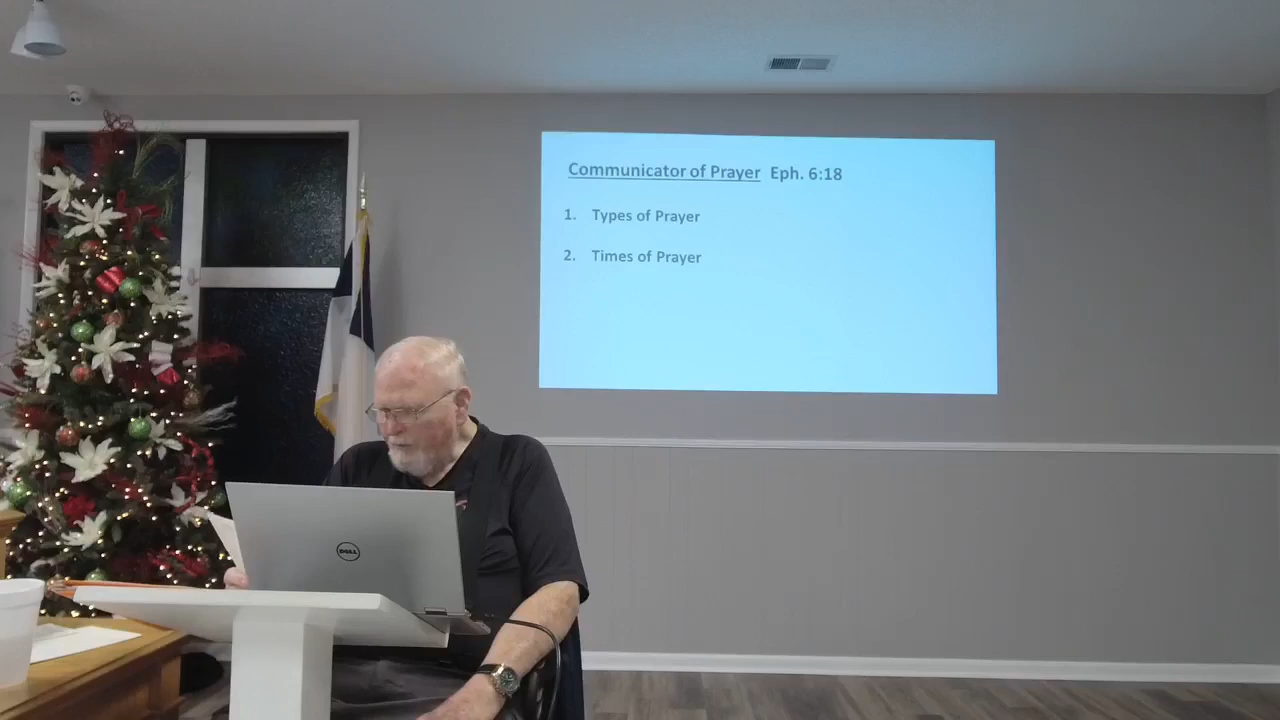 Communicator of Prayer Eph. 6:18
1. Types of Prayer
2. Times of Prayer
DELL